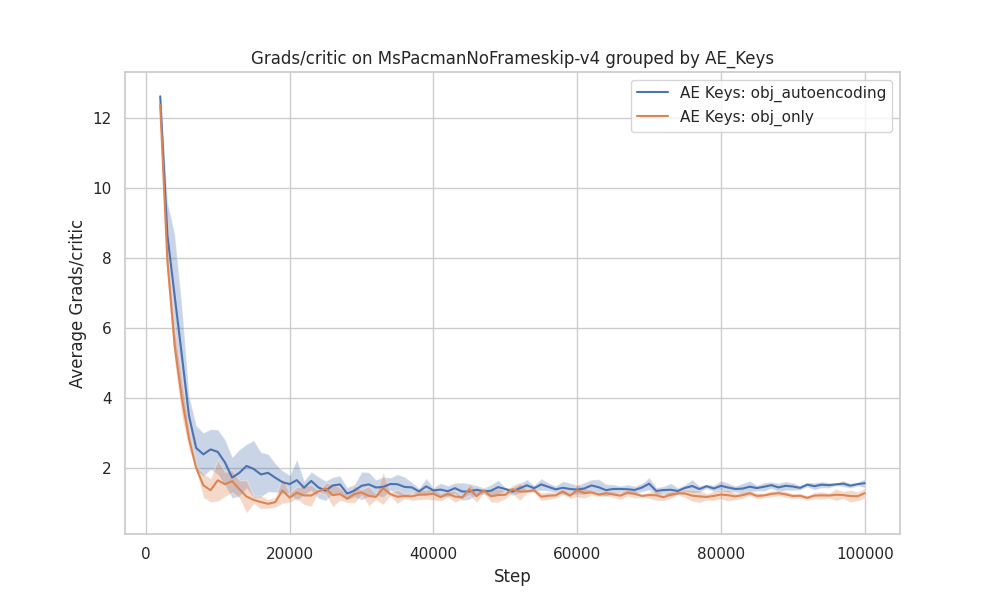 Grads/critic on MsPacmanNoFrameskip-v4 grouped by AE_Keys
AE Keys: obj_autoencoding
AE Keys: obj_only
Average Grads/critic
12
10
8
6
4
2
0
20000
40000
60000
80000
100000
Step